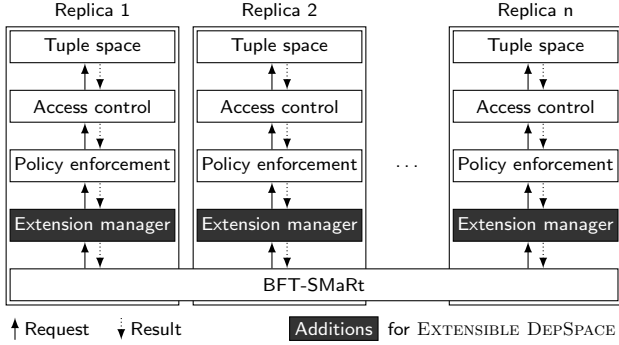 Replica 1 Replica 2 Replica n
Tuple space Tuple space Tuple space
Access control Access control Access control
Policy enforcement Policy enforcement ... Policy enforcement
Extension manager Extension manager Extension manager
BFT-SMaRt
Request Result Additions for EXTENSIBLE DEPSPACE